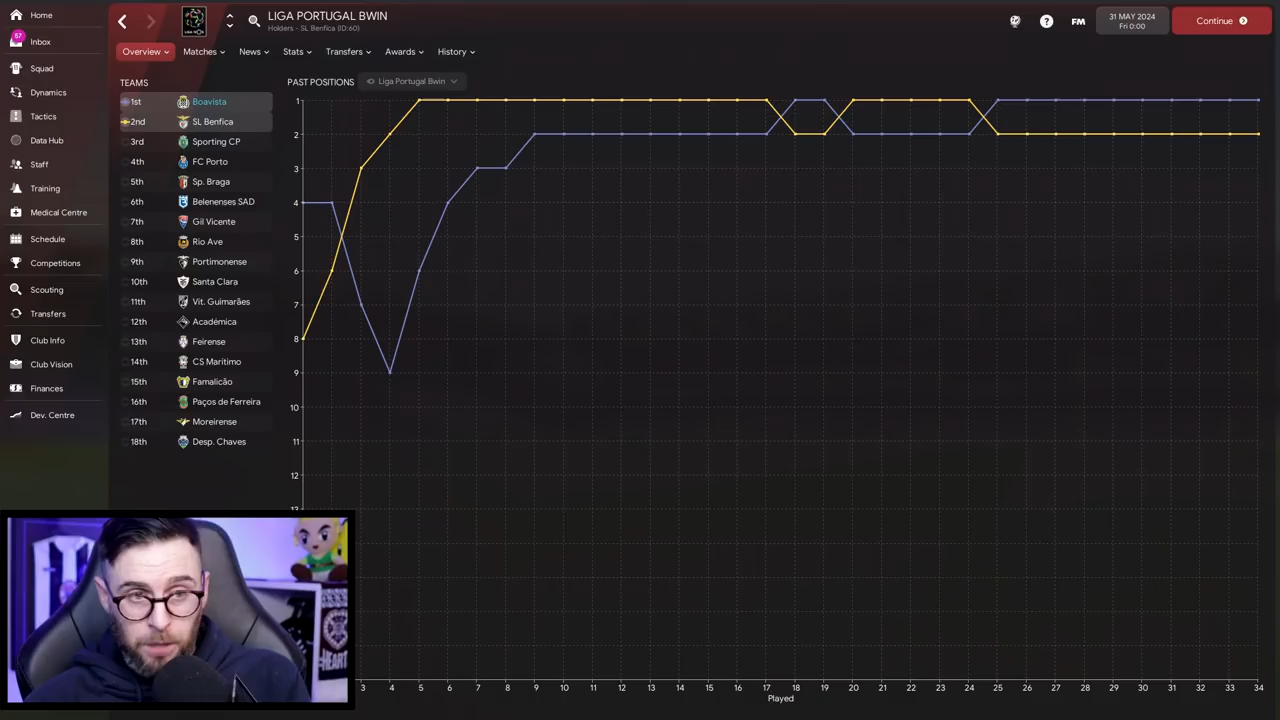 Home
57
Inbox
Squad
Dynamics
Tactics
Data Hub
Staff
Training
Medical Centre
Schedule
Competitions
Scouting
Transfers
Club Info
Club Vision
Finances
Dev. Centre
LIGA PORTUGAL BWIN
Holders - SL Benfica (ID:60)
?
FM
31 MAY 2024
Fri 0:00
Continue
Overview
Matches
News
Stats
Transfers
Awards
History
TEAMS
1st Boavista
2nd SL Benfica
3rd Sporting CP
4th FC Porto
5th Sp. Braga
6th Belenenses SAD
7th Gil Vicente
8th Rio Ave
9th Portimonense
10th Santa Clara
11th Vit. Guimarães
12th Académica
13th Feirense
14th CS Marítimo
15th Famalicão
16th Paços de Ferreira
17th Moreirense
18th Desp. Chaves
PAST POSITIONS
Liga Portugal Bwin
1
2
3
4
5
6
7
8
9
10
11
12
13
3 4 5 6 7 8 9 10 11 12 13 14 15 16 17 18 19 20 21 22 23 24 25 26 27 28 29 30 31 32 33 34
Played
HEART